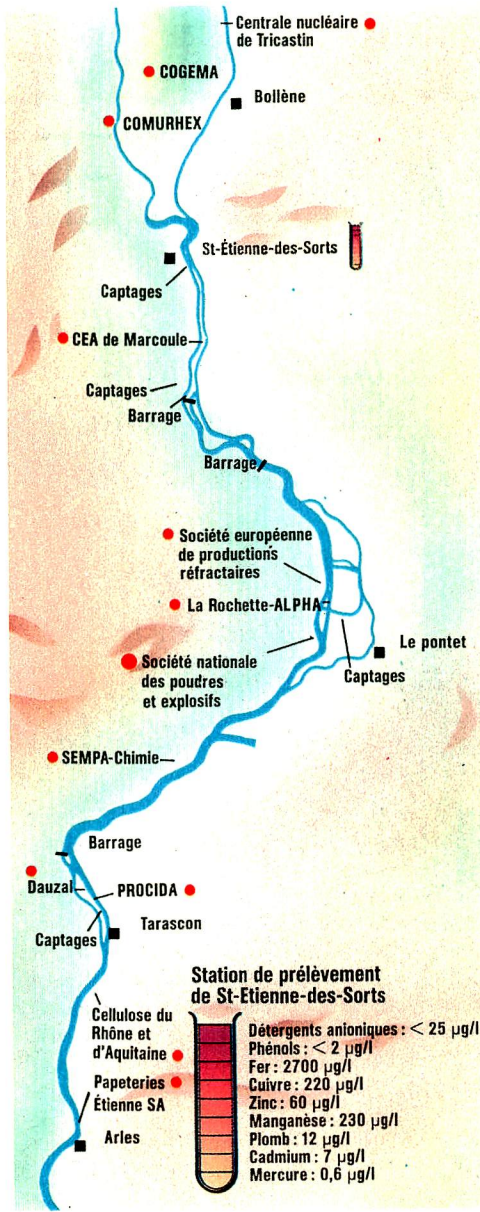 Centrale nucléaire
de Tricastin
COGEMA
Bollène
COMURHEX
St-Étienne-des-Sorts
Captages
CEA de Marcoule
Captages
Barrage
Barrage
Société européenne
de productions
réfractaires
La Rochette-ALPHA
Le pontet
Captages
Société nationale
des poudres
et explosifs
SEMPA-Chimie
Barrage
Dauzal
PROCIDA
Captages
Tarascon
Cellulose du
Rhône et
d'Aquitaine
Papeteries
Étienne SA
Arles
Station de prélèvement
de St-Etienne-des-Sorts
Détergents anioniques : < 25 µg/l
Phénols : < 2 µg/l
Fer : 2700 µg/l
Cuivre : 220 µg/l
Zinc : 60 µg/l
Manganèse : 230 µg/l
Plomb : 12 µg/l
Cadmium : 7 µg/l
Mercure : 0,6 µg/l